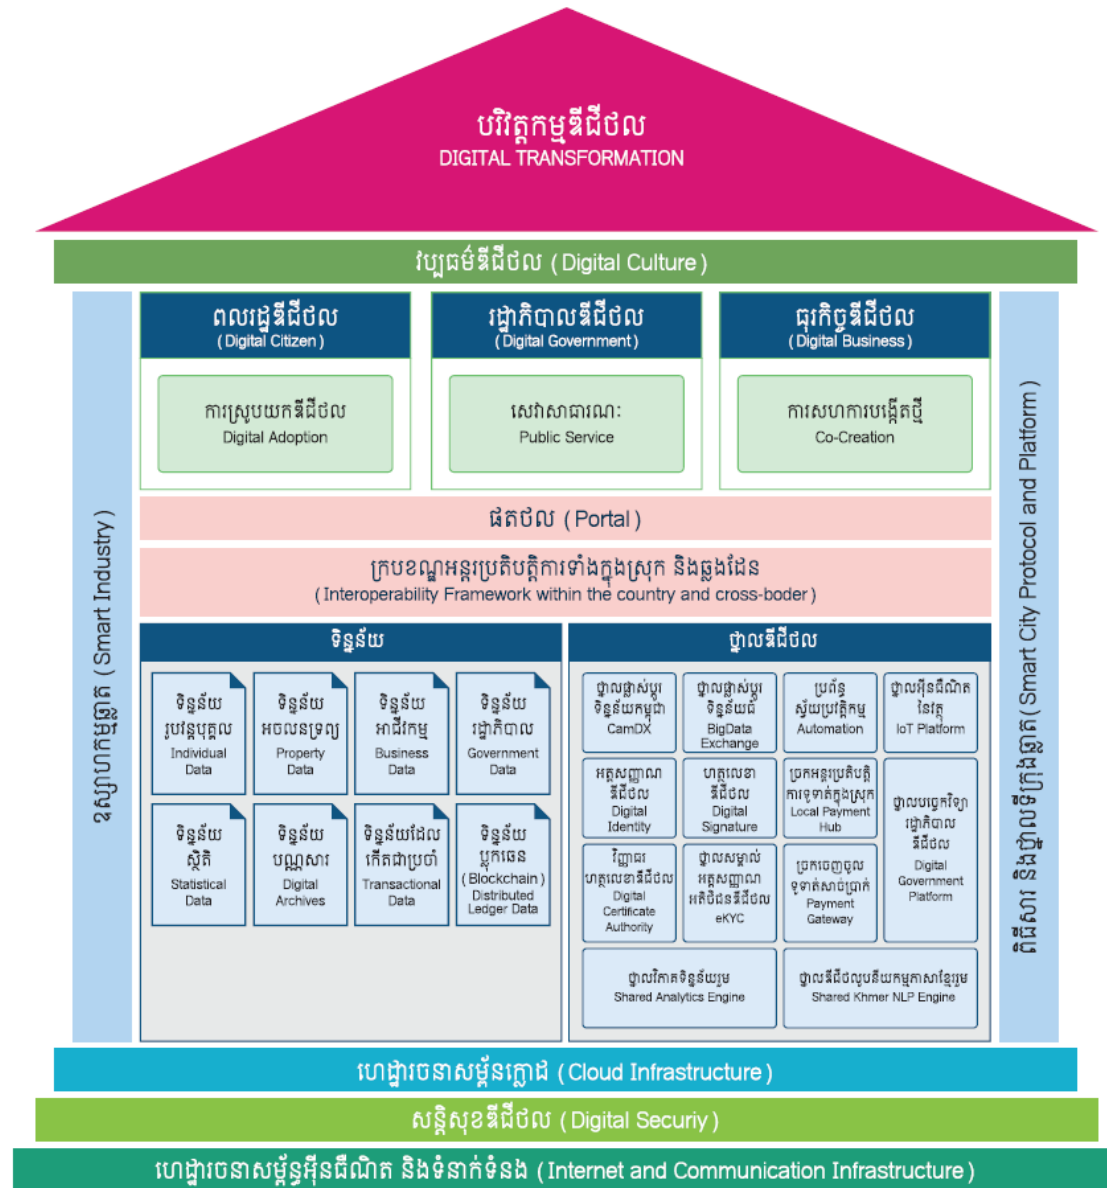 បរិវត្តកម្មឌីជីថល
DIGITAL TRANSFORMATION
វប្បធម៌ឌីជីថល (Digital Culture)
ពលរដ្ឋឌីជីថល
(Digital Citizen)
ការស្រូបយកឌីជីថល
Digital Adoption
រដ្ឋាភិបាលឌីជីថល
(Digital Government)
សេវាសាធារណៈ
Public Service
ធុរកិច្ចឌីជីថល
(Digital Business)
ការសហការបង្កើតថ្មី
Co-Creation
ឧស្សាហកម្មឆ្លាត (Smart Industry)
ពិធីសារ និងថ្នាលទីក្រុងឆ្លាត(Smart City Protocol and Platform)
ផតថល (Portal)
ក្របខណ្ឌអន្តរប្រតិបត្តិការទាំងក្នុងស្រុក និងឆ្លងដែន
(Interoperability Framework within the country and cross-boder)
ទិន្នន័យ
ទិន្នន័យ
រូបវន្តបុគ្គល
Individual
Data
ទិន្នន័យ
អចលនទ្រព្យ
Property
Data
ទិន្នន័យ
អាជីវកម្ម
Business
Data
ទិន្នន័យ
រដ្ឋាភិបាល
Government
Data
ទិន្នន័យ
ស្ថិតិ
Statistical
Data
ទិន្នន័យ
បណ្ណសារ
Digital
Archives
ទិន្នន័យដែល
កើតជាប្រចាំ
Transactional
Data
ទិន្នន័យ
ប្លុកឆេន
(Blockchain)
Distributed
Ledger Data
ថ្នាលឌីជីថល
ថ្នាលផ្លាស់ប្តូរ
ទិន្នន័យកម្ពុជា
CamDX
ថ្នាលផ្លាស់ប្តូរ
ទិន្នន័យធំ
BigData
Exchange
ប្រព័ន្ធ
ស្វ័យប្រវត្តិកម្ម
Automation
ថ្នាលអ៊ីនធឺណិត
នៃវត្ថុ
IoT Platform
អត្តសញ្ញាណ
ឌីជីថល
Digital
Identity
ហត្ថលេខា
ឌីជីថល
Digital
Signature
ច្រកអន្តរប្រតិបត្តិ
ការទូទាត់ក្នុងស្រុក
Local Payment
Hub
ថ្នាលបច្ចេកវិទ្យា
រដ្ឋាភិបាល
ឌីជីថល
Digital
Government
Platform
វិញ្ញាធរ
ហត្ថលេខាឌីជីថល
Digital
Certificate
Authority
ថ្នាលសម្គាល់
អត្តសញ្ញាណ
អតិថិជនឌីជីថល
eKYC
ច្រកចេញចូល
ទូទាត់សាច់ប្រាក់
Payment
Gateway
ថ្នាលវិភាគទិន្នន័យរួម
Shared Analytics Engine
ថ្នាលឌីជីថលូបនីយកម្មភាសាខ្មែររួម
Shared Khmer NLP Engine
ហេដ្ឋារចនាសម្ព័នក្លោដ (Cloud Infrastructure)
សន្តិសុខឌីជីថល (Digital Securiy)
ហេដ្ឋារចនាសម្ព័ន្ធអ៊ីនធឺណិត និងទំនាក់ទំនង (Internet and Communication Infrastructure)